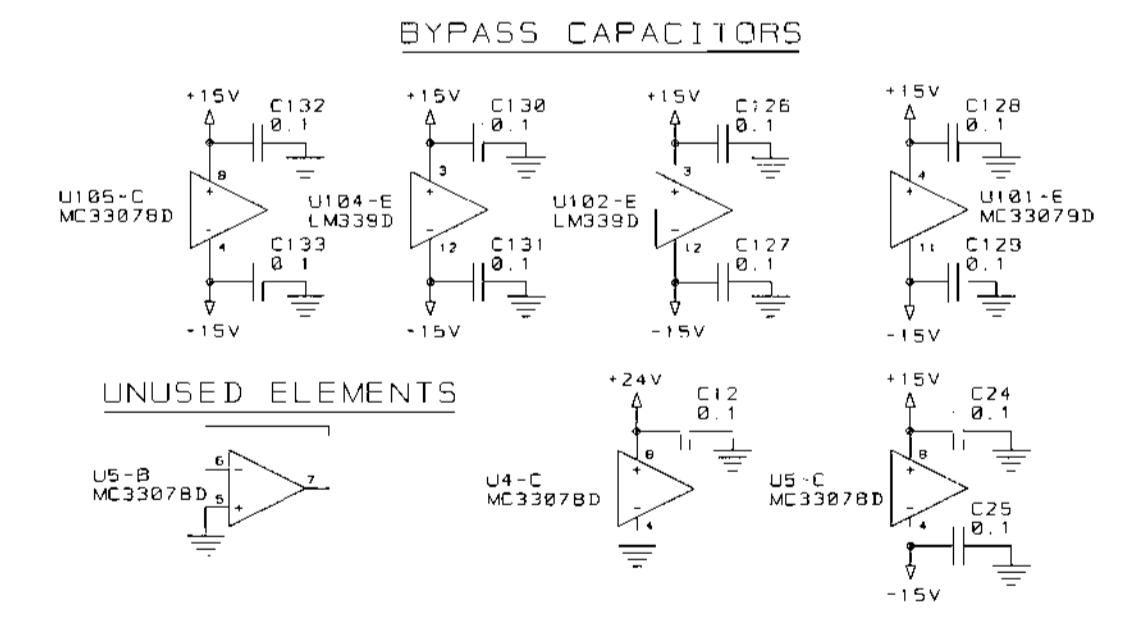 BYPASS CAPACITORS
+15V
C132
0.1
8
U105-C
MC33078D
4
C133
0.1
-15V
+15V
C130
0.1
3
U104-E
LM339D
12
C131
0.1
-15V
+15V
C126
0.1
3
U102-E
LM339D
12
C127
0.1
-15V
+15V
C128
0.1
4
U101-E
MC33079D
11
C129
0.1
-15V
UNUSED ELEMENTS
6
U5-B
MC33078D
5
7
+24V
C12
0.1
8
U4-C
MC33078D
4
+15V
C24
0.1
8
U5-C
MC33078D
4
C25
0.1
-15V